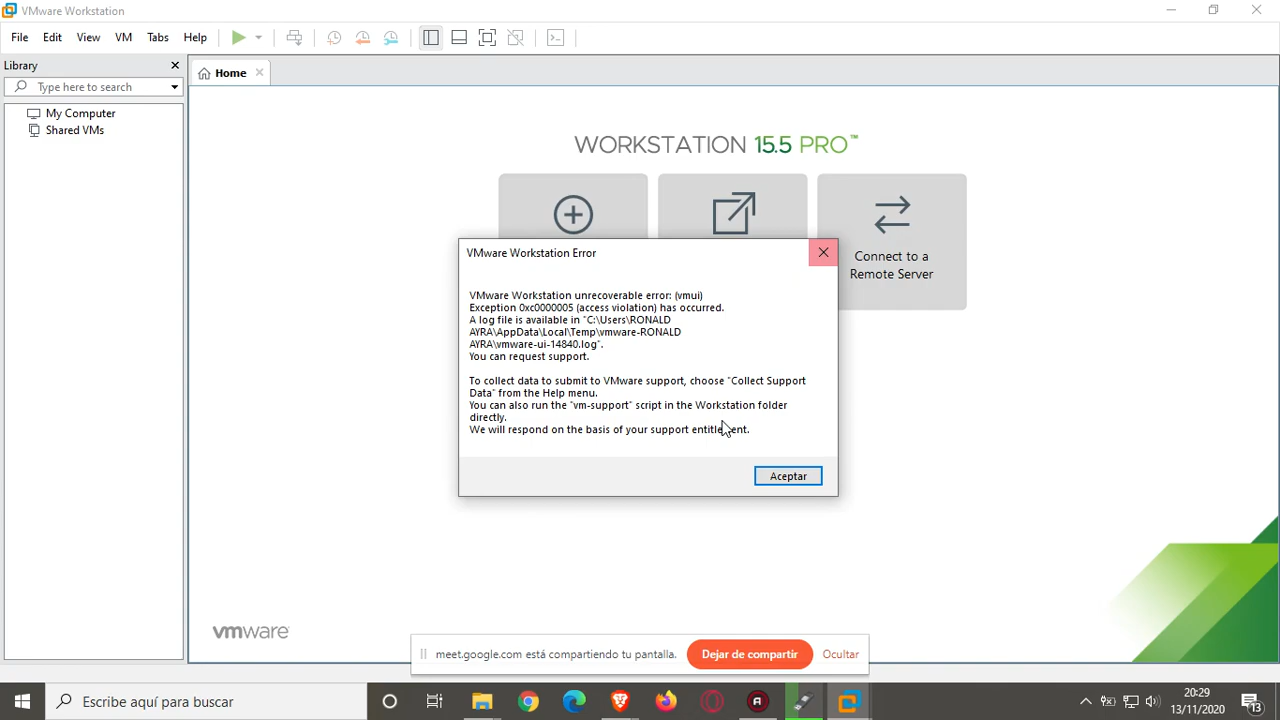 VMware Workstation
File Edit View VM Tabs Help
Library
Type here to search
My Computer
Shared VMs
Home
WORKSTATION 15.5 PRO™
Connect to a
Remote Server
VMware Workstation Error
VMware Workstation unrecoverable error: (vmui)
Exception 0xc0000005 (access violation) has occurred.
A log file is available in "C:\Users\RONALD
AYRA\AppData\Local\Temp\vmware-RONALD
AYRA\vmware-ui-14840.log".
You can request support.
To collect data to submit to VMware support, choose "Collect Support
Data" from the Help menu.
You can also run the "vm-support" script in the Workstation folder
directly.
We will respond on the basis of your support entitlement.
Aceptar
vmware
meet.google.com está compartiendo tu pantalla.
Dejar de compartir
Ocultar
Escribe aquí para buscar
20:29
13/11/2020
13